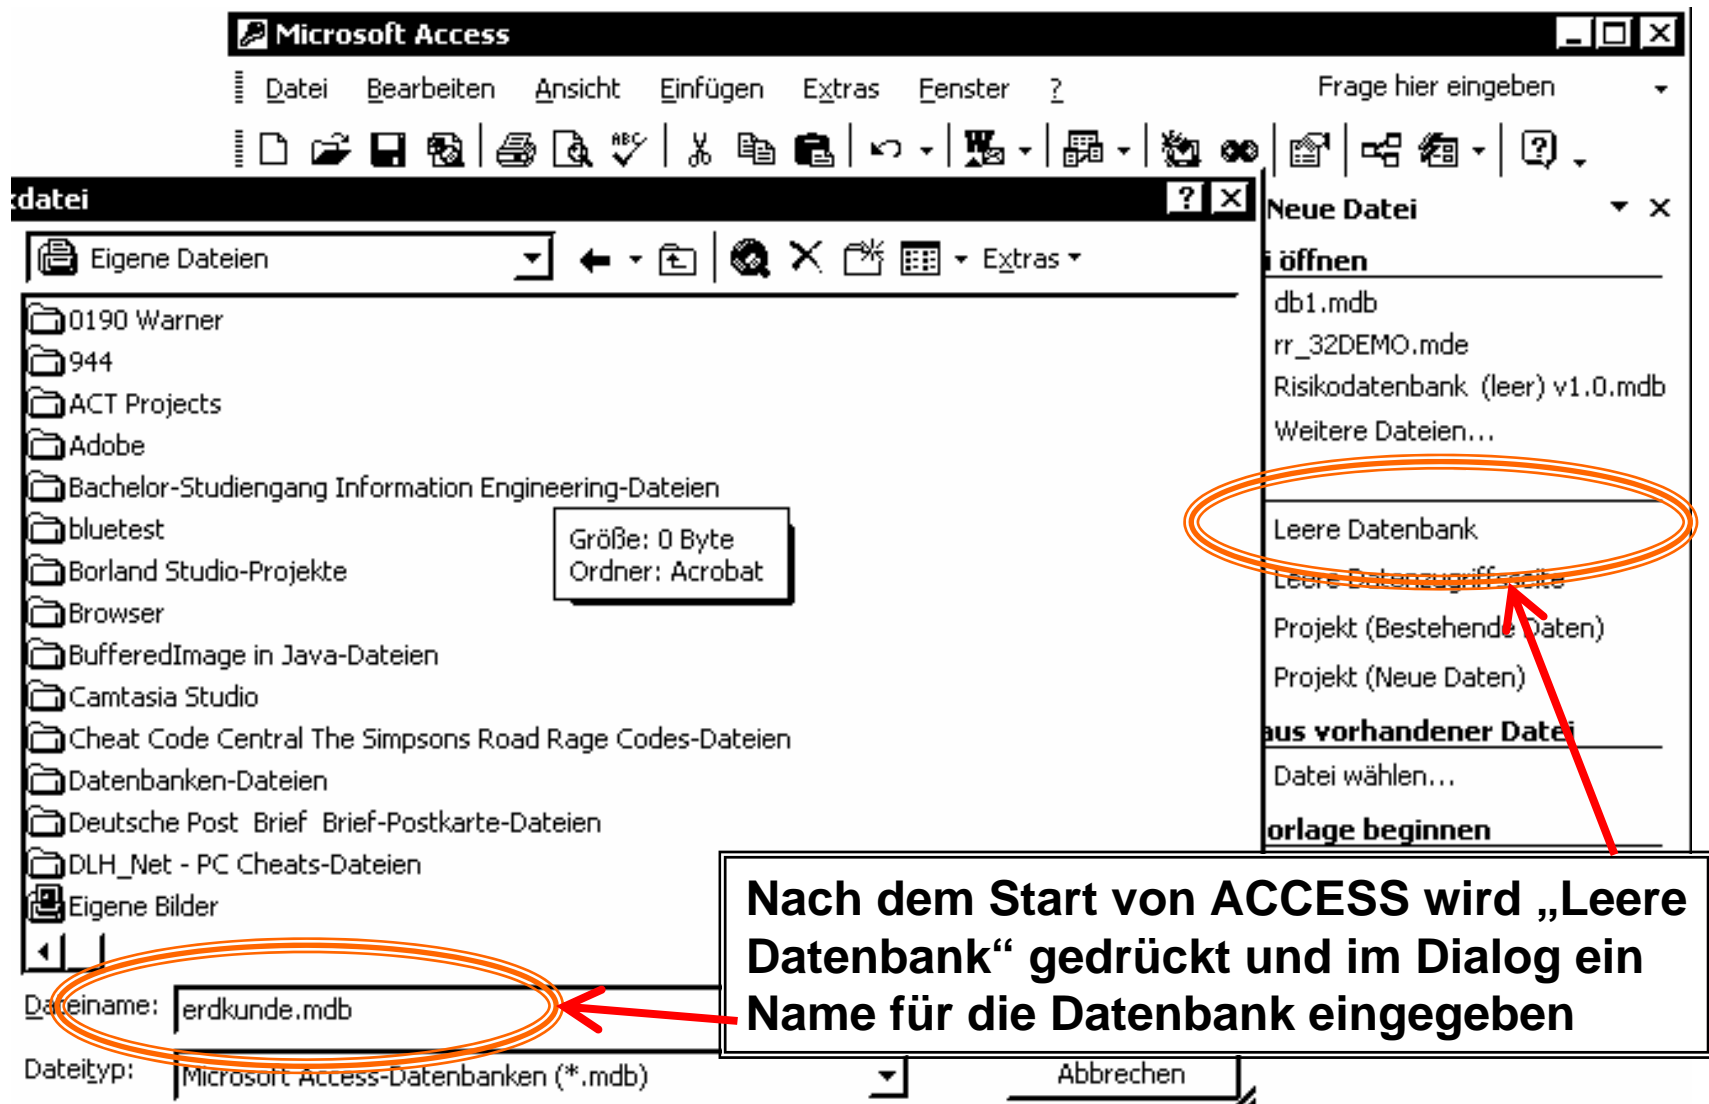 Microsoft Access
Datei Bearbeiten Ansicht Einfügen Extras Fenster ? Frage hier eingeben
datei
Eigene Dateien
Extras
0190 Warner
944
ACT Projects
Adobe
Bachelor-Studiengang Information Engineering-Dateien
bluetest
Borland Studio-Projekte
Browser
BufferedImage in Java-Dateien
Camtasia Studio
Cheat Code Central The Simpsons Road Rage Codes-Dateien
Datenbanken-Dateien
Deutsche Post Brief Brief-Postkarte-Dateien
DLH_Net - PC Cheats-Dateien
Eigene Bilder
Größe: 0 Byte
Ordner: Acrobat
Dateiname: erdkunde.mdb
Dateityp: Microsoft Access-Datenbanken (*.mdb)
Abbrechen
Neue Datei
i öffnen
db1.mdb
rr_32DEMO.mde
Risikodatenbank (leer) v1.0.mdb
Weitere Dateien...
Leere Datenbank
Leere Datenzugriffsseite
Projekt (Bestehende Daten)
Projekt (Neue Daten)
aus vorhandener Datei
Datei wählen...
orlage beginnen
Nach dem Start von ACCESS wird „Leere
Datenbank“ gedrückt und im Dialog ein
Name für die Datenbank eingegeben